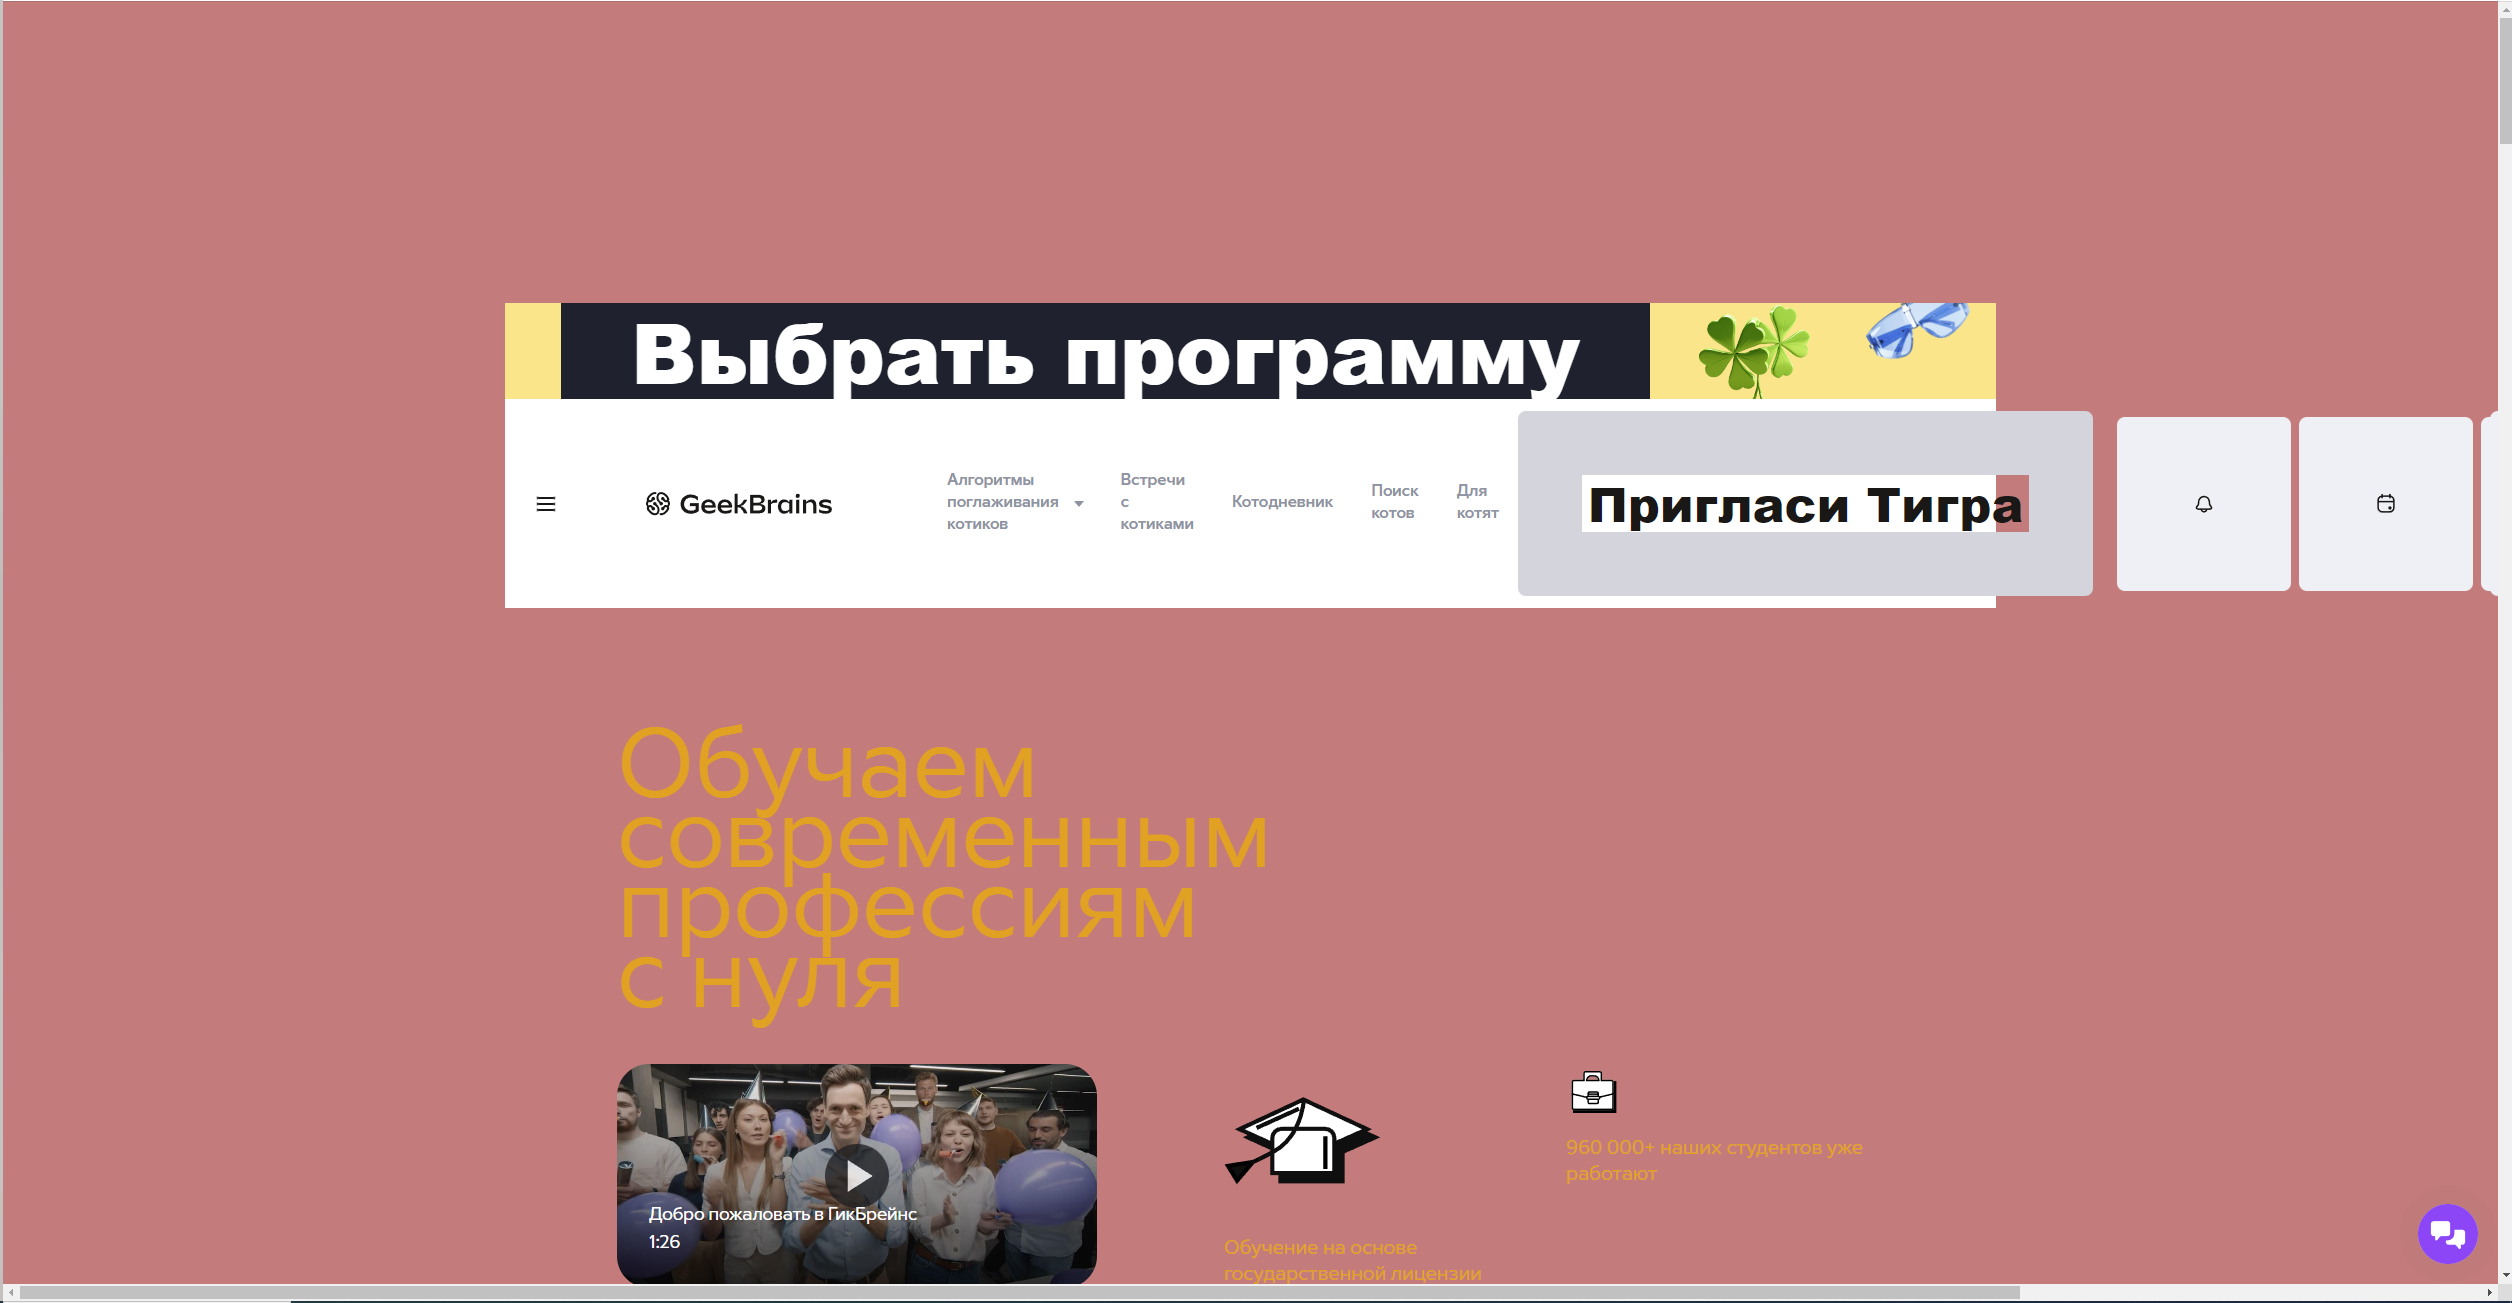 Выбрать программу
GeekBrains
Алгоритмы
поглаживания
котиков
Встречи
с
котиками
Котодневник
Поиск
котов
Для
котят
Пригласи Тигра
Обучаем
современным
профессиям
с нуля
Добро пожаловать в ГикБрейнс
1:26
Обучение на основе
государственной лицензии
960 000+ наших студентов уже
работают